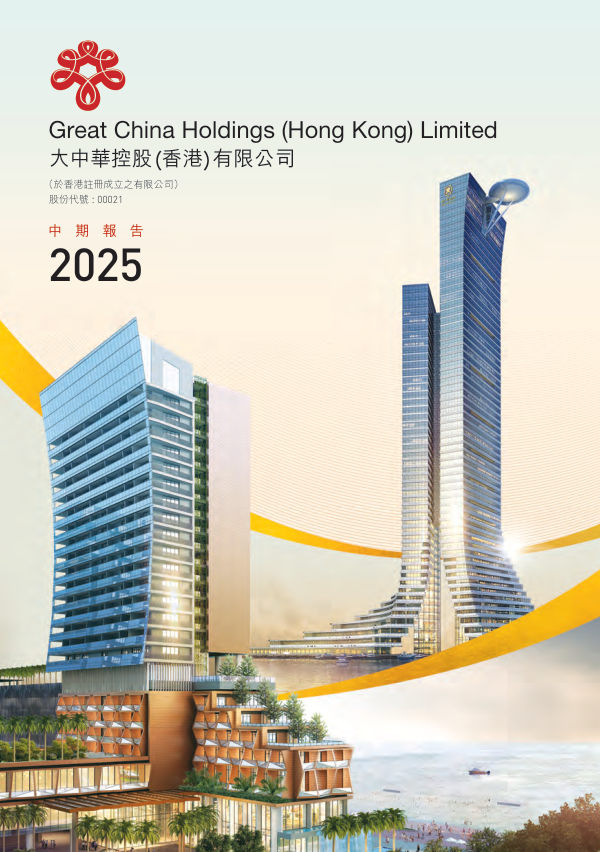 Great China Holdings (Hong Kong) Limited
大中華控股(香港)有限公司
（於香港註冊成立之有限公司）
股份代號 : 00021
中期報告
2025